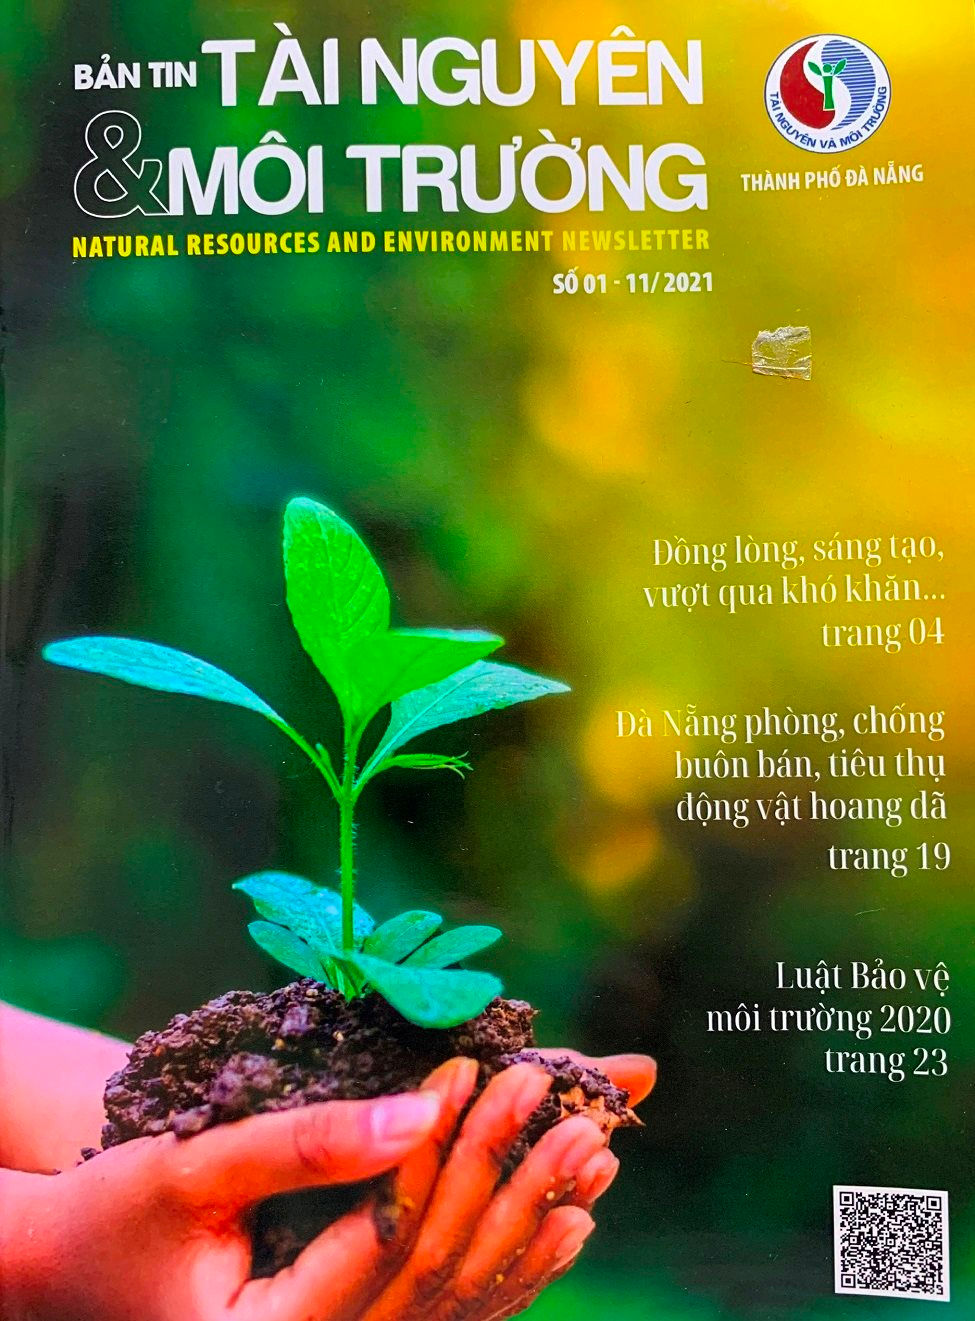 BẢN TIN TÀI NGUYÊN
& MÔI TRƯỜNG
NATURAL RESOURCES AND ENVIRONMENT NEWSLETTER
SỐ 01 - 11/ 2021
TÀI NGUYÊN VÀ MÔI TRƯỜNG
THÀNH PHỐ ĐÀ NẴNG
Đồng lòng, sáng tạo,
vượt qua khó khăn...
trang 04
Đà Nẵng phòng, chống
buôn bán, tiêu thụ
động vật hoang dã
trang 19
Luật Bảo vệ
môi trường 2020
trang 23